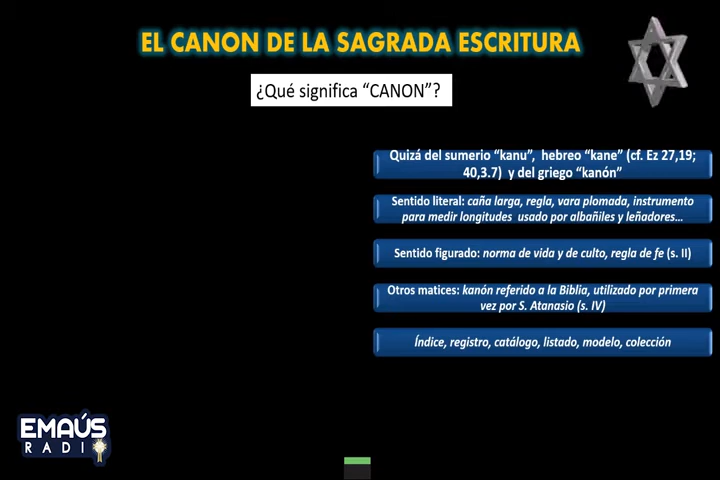 EL CANON DE LA SAGRADA ESCRITURA
¿Qué significa “CANON”?
Quizá del sumerio “kanu”, hebreo “kane” (cf. Ez 27,19;
40,3.7) y del griego “kanón”
Sentido literal: caña larga, regla, vara plomada, instrumento
para medir longitudes usado por albañiles y leñadores...
Sentido figurado: norma de vida y de culto, regla de fe (s. II)
Otros matices: kanón referido a la Biblia, utilizado por primera
vez por S. Atanasio (s. IV)
Índice, registro, catálogo, listado, modelo, colección
EMAÚS
RADIO